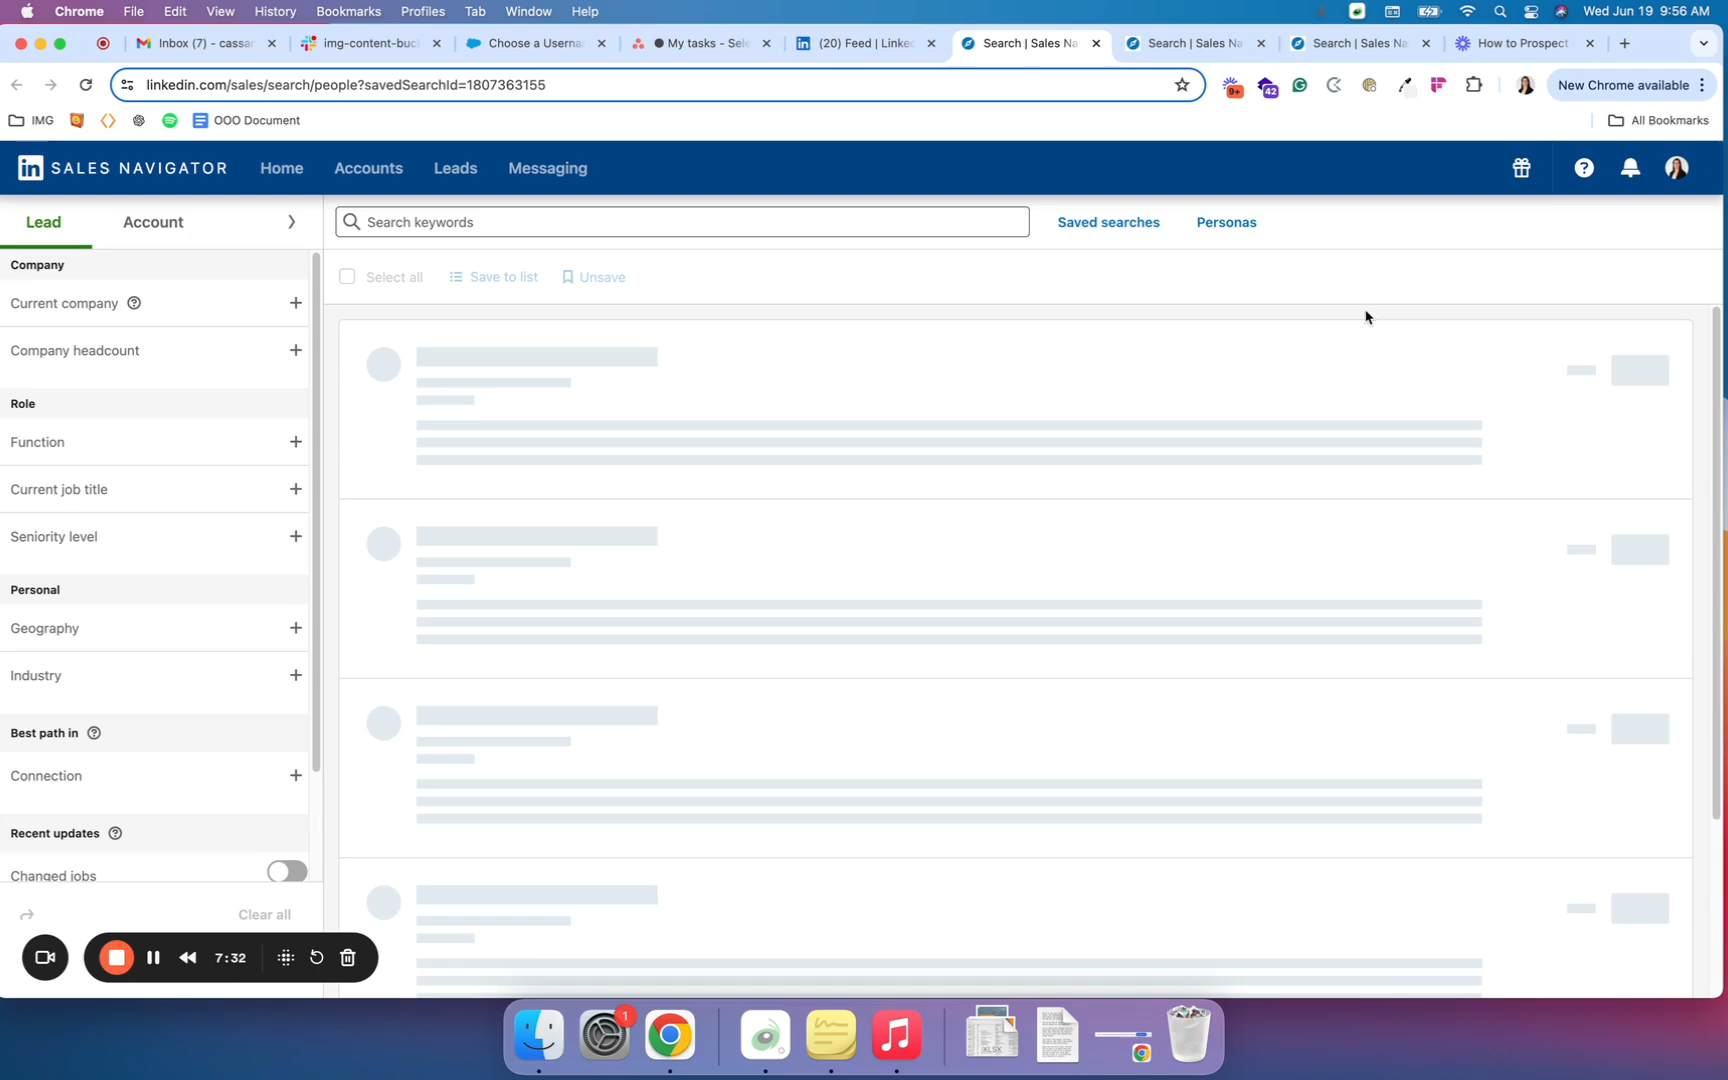 Chrome File Edit View History Bookmarks Profiles Tab Window Help Wed Jun 19 9:56 AM
Inbox (7) - cassar img-content-buc Choose a Userna My tasks - Sele (20) Feed | Linke Search | Sales Na Search | Sales Na Search | Sales Na How to Prospect
linkedin.com/sales/search/people?savedSearchId=1807363155 9+ 42 New Chrome available
IMG OOO Document All Bookmarks
in SALES NAVIGATOR Home Accounts Leads Messaging
Lead Account Search keywords Saved searches Personas
Company
Select all Save to list Unsave
Current company
Company headcount
Role
Function
Current job title
Seniority level
Personal
Geography
Industry
Best path in
Connection
Recent updates
Changed jobs
Clear all
7:32
1
XLSX